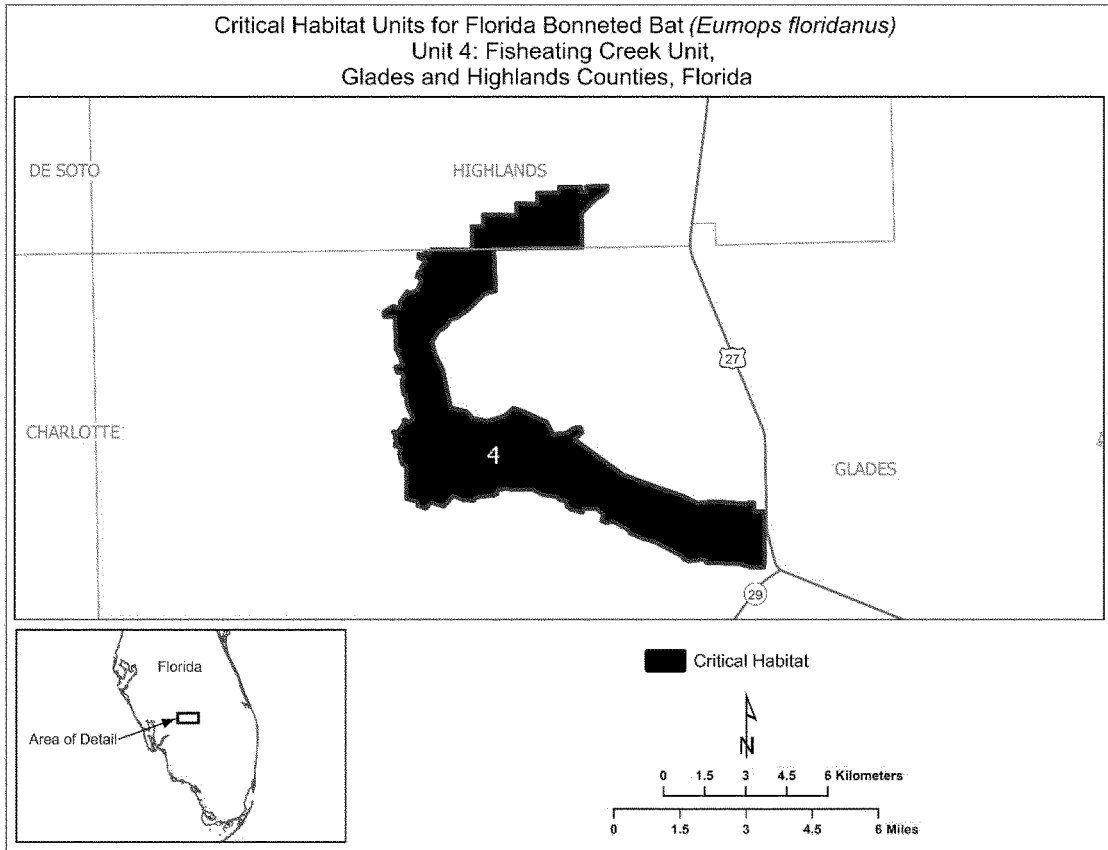 Critical Habitat Units for Florida Bonneted Bat (Eumops floridanus)
Unit 4: Fisheating Creek Unit,
Glades and Highlands Counties, Florida
DE SOTO
HIGHLANDS
27
CHARLOTTE
4
GLADES
29
Florida
Area of Detail
Critical Habitat
N
0 1.5 3 4.5 6 Kilometers
0 1.5 3 4.5 6 Miles